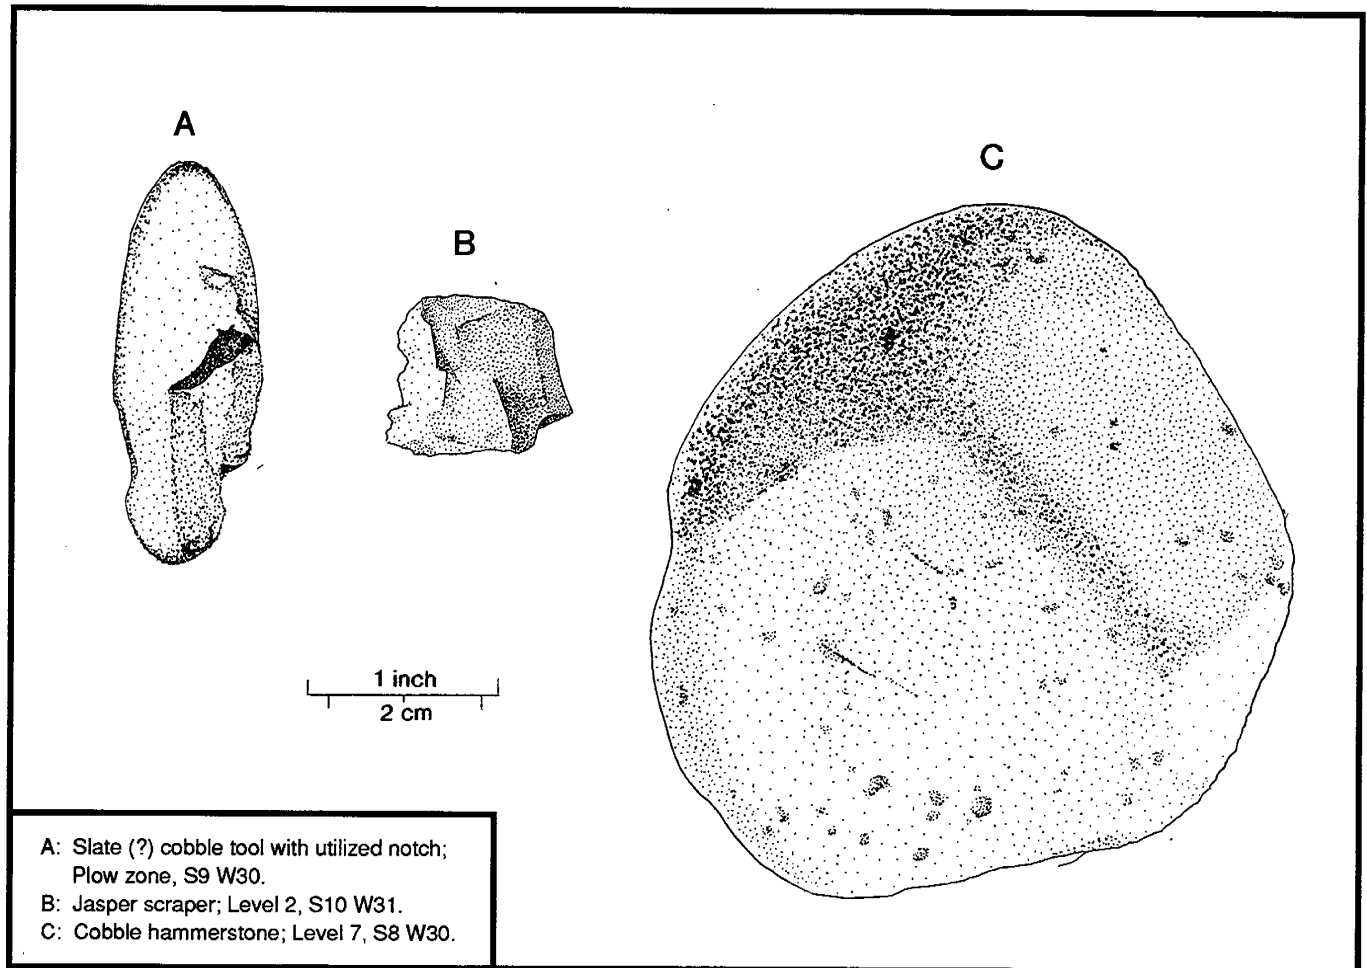 A
B
C
1 inch
2 cm
A: Slate (?) cobble tool with utilized notch;
Plow zone, S9 W30.
B: Jasper scraper; Level 2, S10 W31.
C: Cobble hammerstone; Level 7, S8 W30.